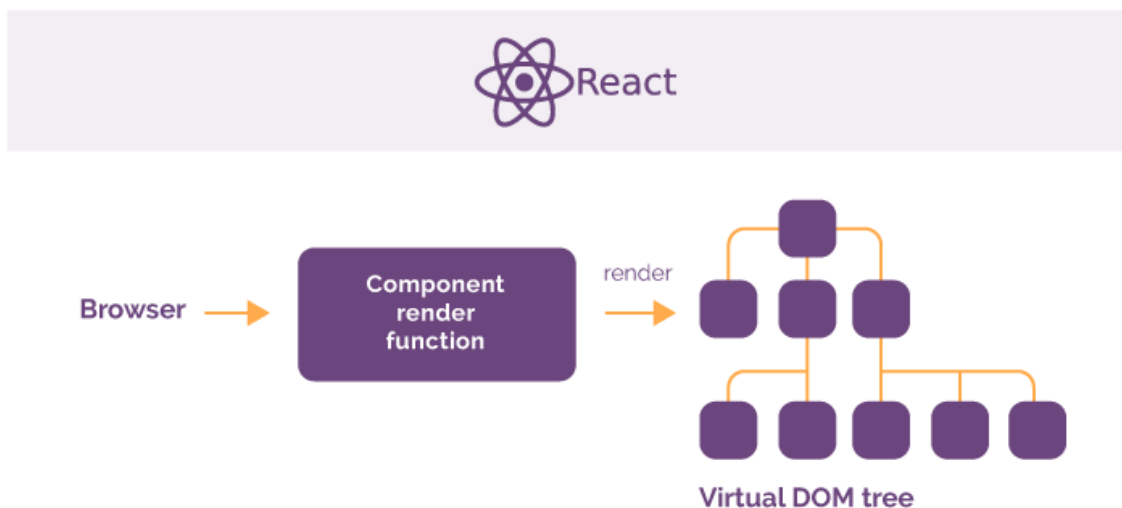 React
Browser
Component
render
function
render
Virtual DOM tree